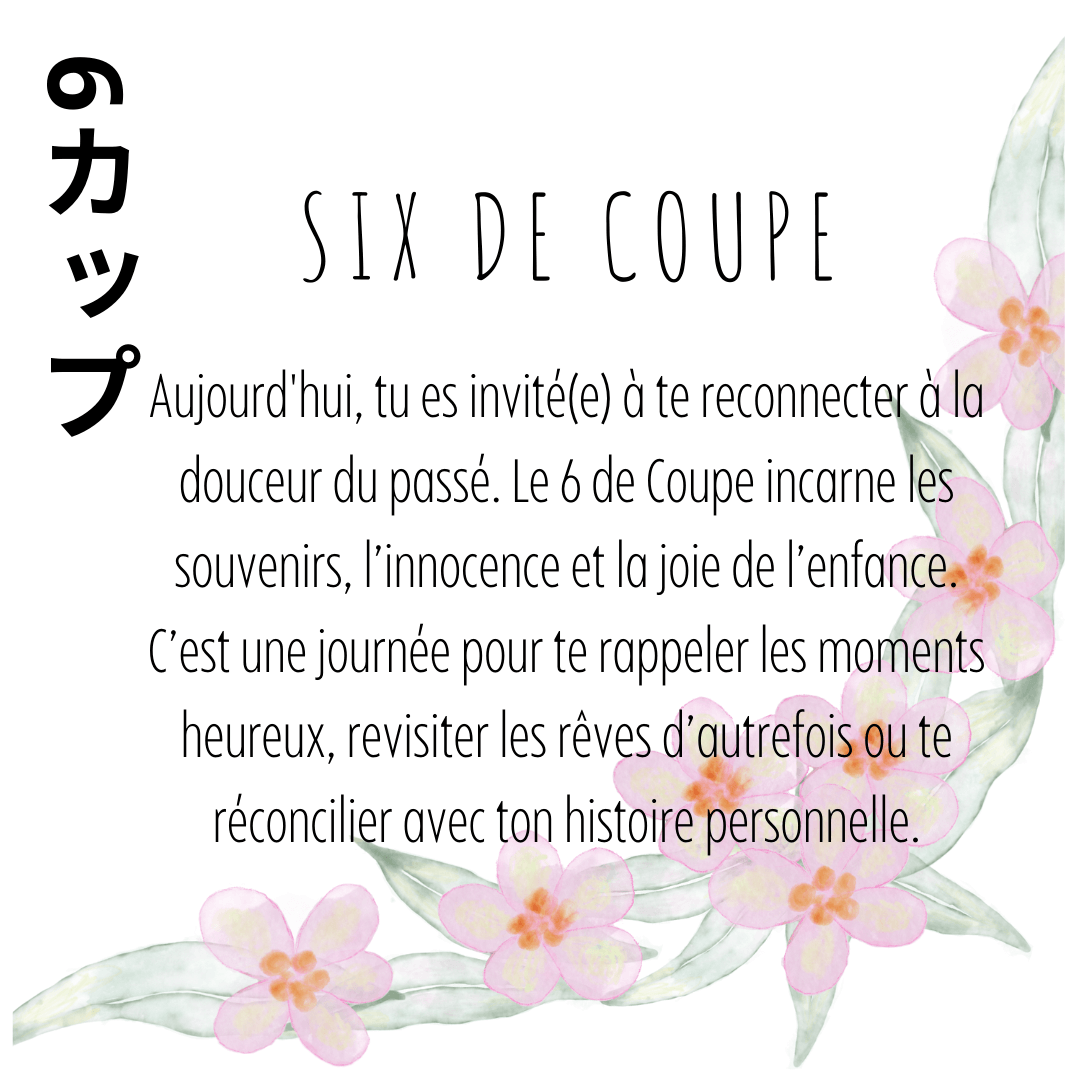 6カップ
SIX DE COUPE
Aujourd'hui, tu es invité(e) à te reconnecter à la
douceur du passé. Le 6 de Coupe incarne les
souvenirs, l’innocence et la joie de l’enfance.
C’est une journée pour te rappeler les moments
heureux, revisiter les rêves d’autrefois ou te
réconcilier avec ton histoire personnelle.